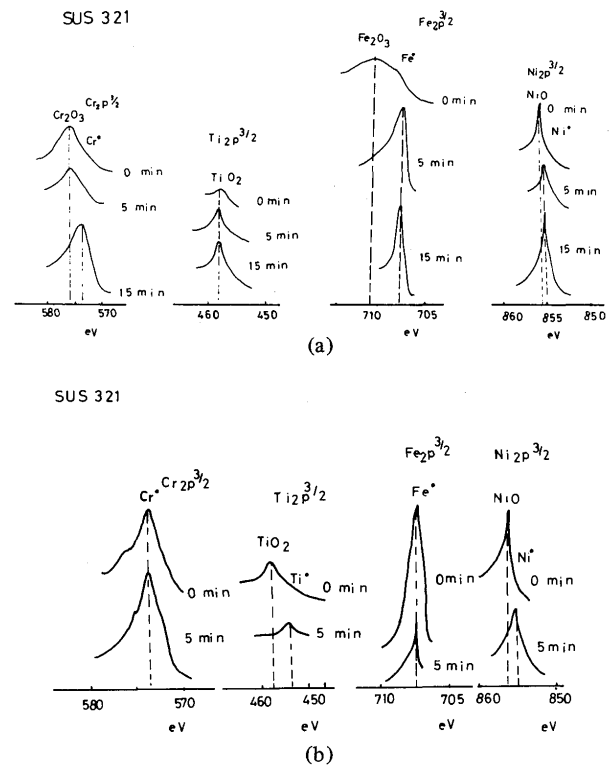 SUS 321
Cr₂O₃
Cr₂p ³/₂
Cr°
0 min
5 min
15 min
580 570
eV
Ti₂p³/₂
TiO₂
0 min
5 min
15 min
460 450
eV
Fe₂O₃
Fe₂p³/₂
Fe°
0 min
5 min
15 min
710 705
eV
Ni₂p³/₂
NiO
0 min
Ni°
5 min
15 min
860 855 850
eV
(a)
SUS 321
Cr°
Cr₂p³/₂
0 min
5 min
580 570
eV
Ti₂p³/₂
TiO₂
Ti°
0 min
5 min
460 450
eV
Fe₂p³/₂
Fe°
0 min
5 min
710 705
eV
Ni₂p³/₂
NiO
Ni°
0 min
5 min
860 850
eV
(b)